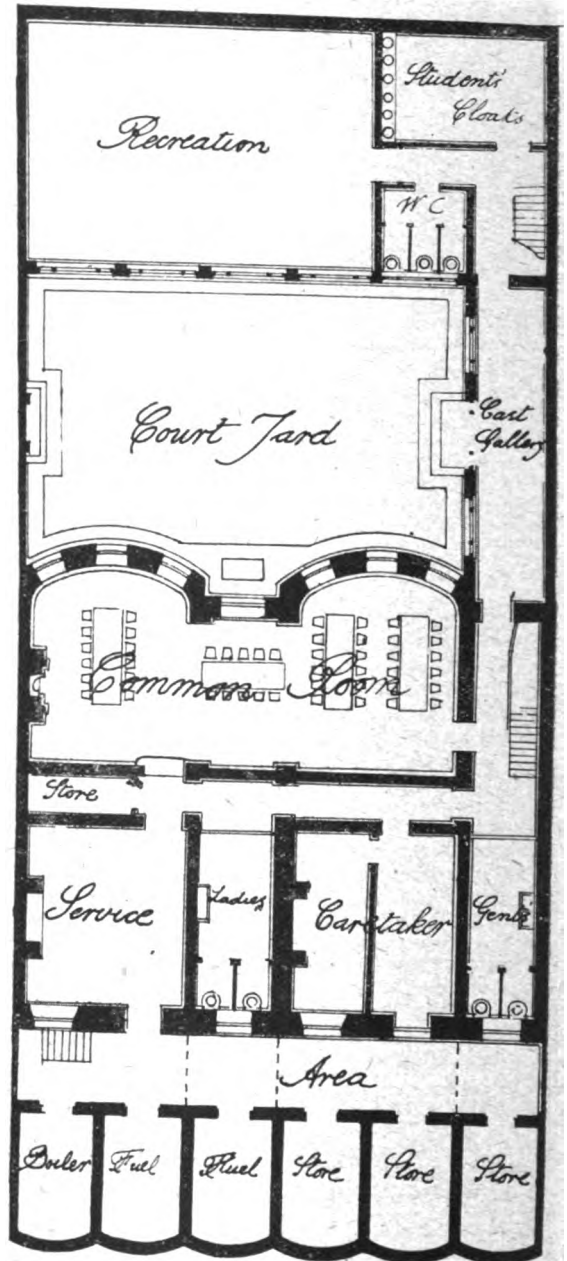 Recreation
Students'
Cloaks
W C
Court Yard
East
Gallery
Common Room
Store
Service
Ladies
Caretaker
Gents'
Area
Boiler
Fuel
Fuel
Store
Store
Store